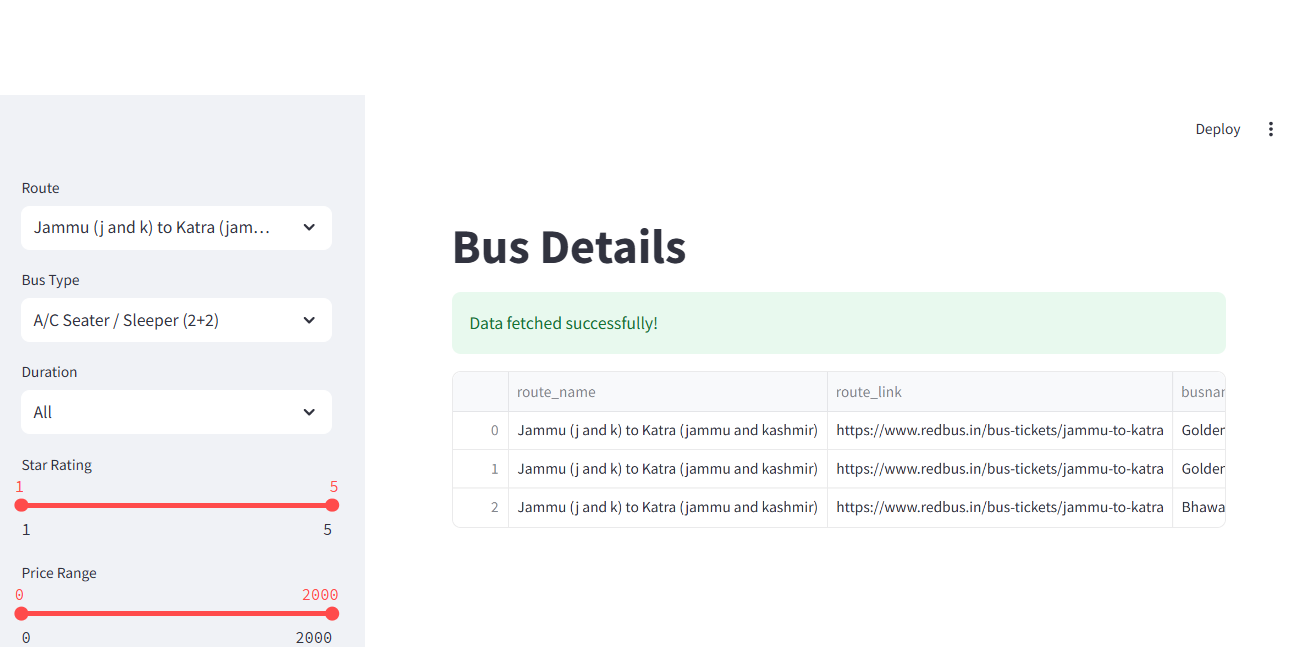 Deploy
Route
Jammu (j and k) to Katra (jam…
Bus Type
A/C Seater / Sleeper (2+2)
Duration
All
Star Rating
1 5
1 5
Price Range
0 2000
0 2000
Bus Details
Data fetched successfully!
route_name route_link busnar
0 Jammu (j and k) to Katra (jammu and kashmir) https://www.redbus.in/bus-tickets/jammu-to-katra Golden
1 Jammu (j and k) to Katra (jammu and kashmir) https://www.redbus.in/bus-tickets/jammu-to-katra Golden
2 Jammu (j and k) to Katra (jammu and kashmir) https://www.redbus.in/bus-tickets/jammu-to-katra Bhawa